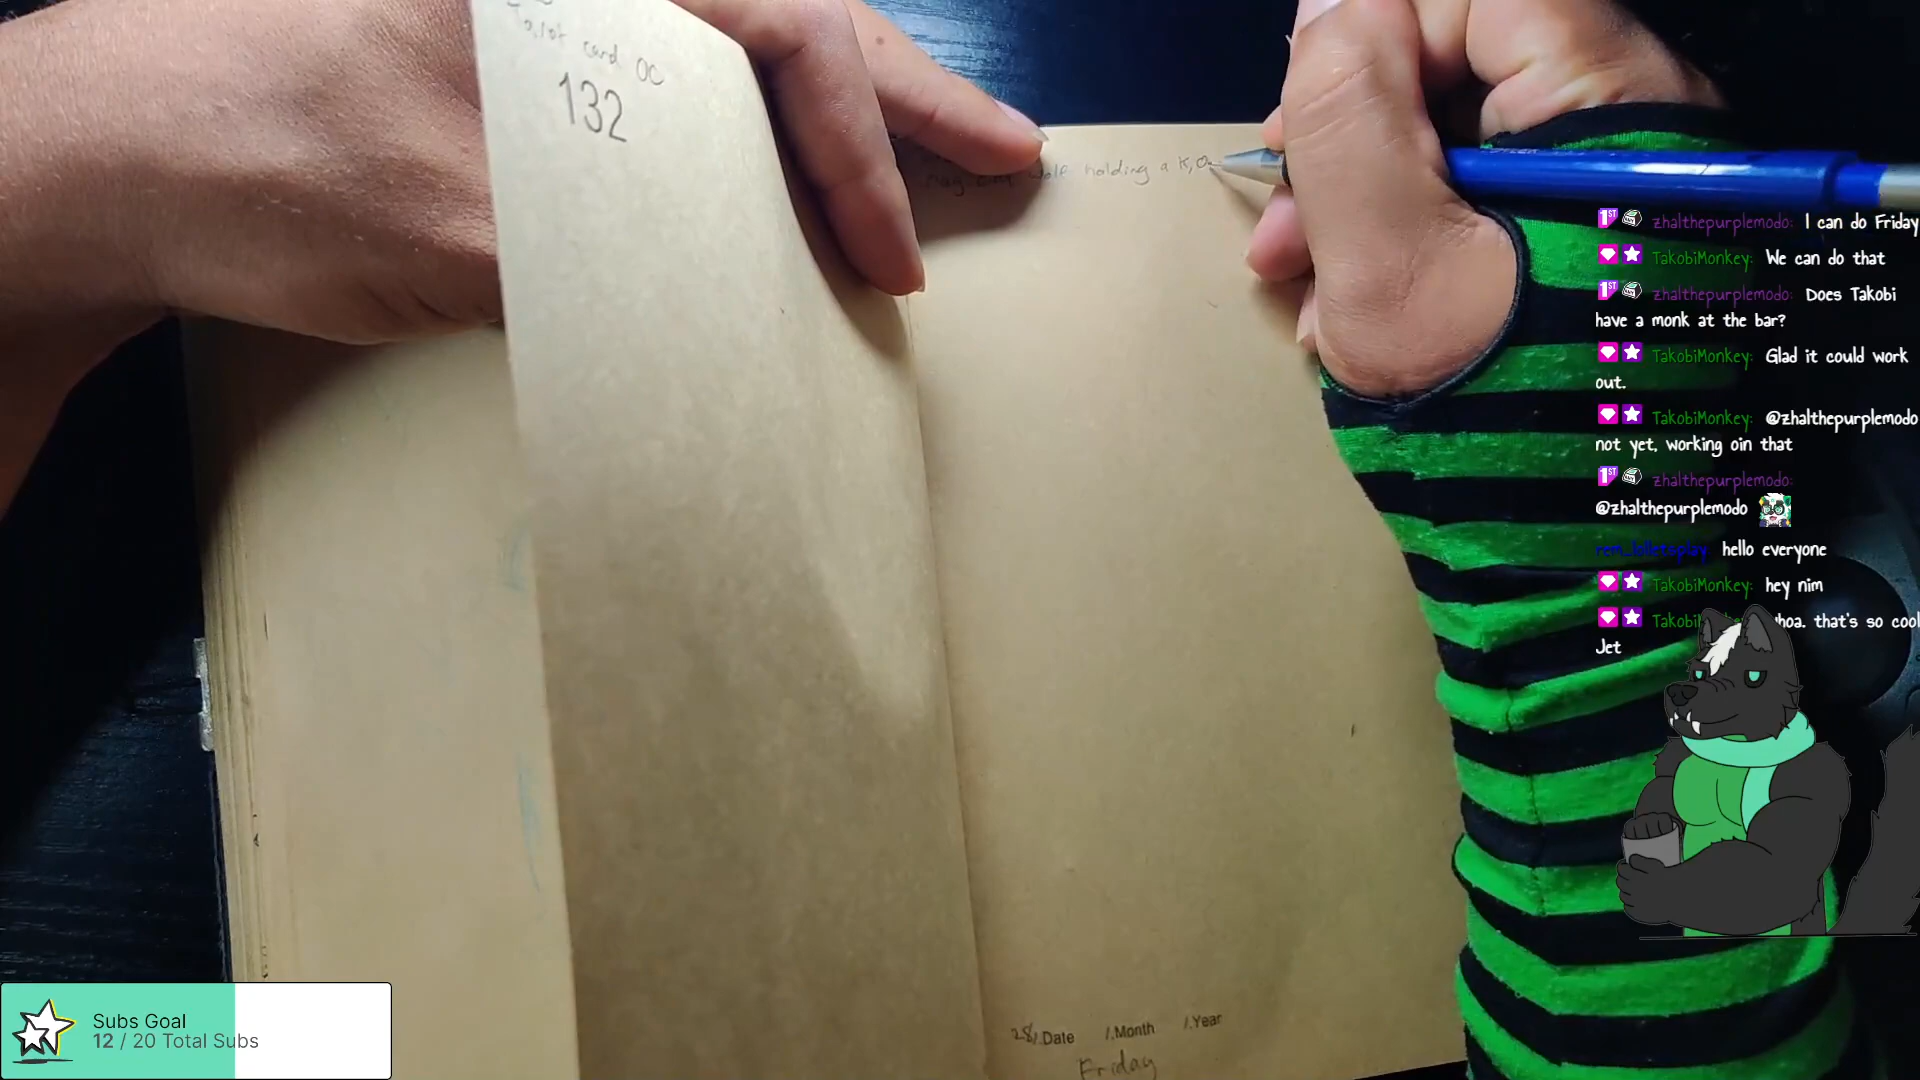 card OC
132
Wolf holding a
zhalthepurplemodo: I can do Friday
TakobiMonkey: We can do that
zhalthepurplemodo: Does Takobi
have a monk at the bar?
TakobiMonkey: Glad it could work
out.
TakobiMonkey: @zhalthepurplemodo
not yet, working oin that
zhalthepurplemodo:
@zhalthepurplemodo
rem_lolletsplay hello everyone
TakobiMonkey: hey nim
that's so cool
Jet
28/.Date /.Month /.Year
Friday
Subs Goal
12 / 20 Total Subs